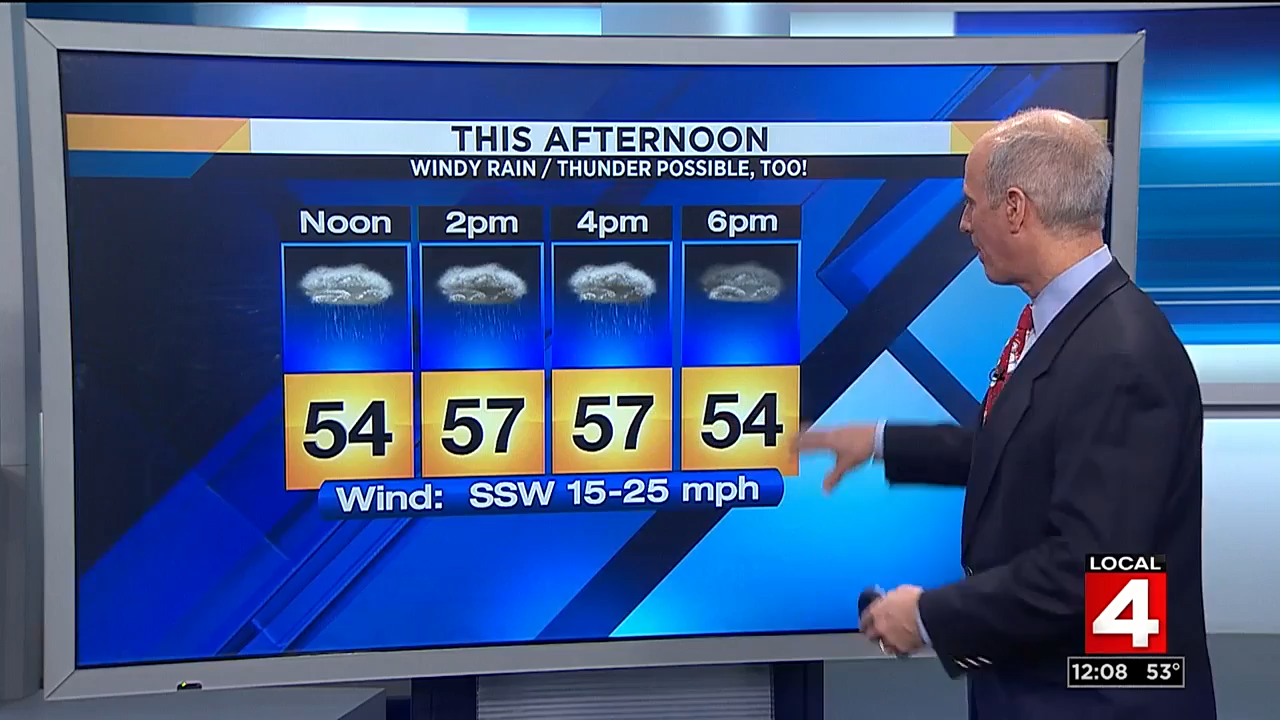 THIS AFTERNOON
WINDY RAIN / THUNDER POSSIBLE, TOO!
Noon 2pm 4pm 6pm
54 57 57 54
Wind: SSW 15-25 mph
LOCAL
4
12:08 53°